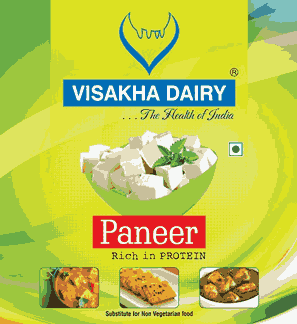 VISAKHA DAIRY ®
...The Health of India
Paneer
Rich in PROTEIN
Substitute for Non Vegetarian food